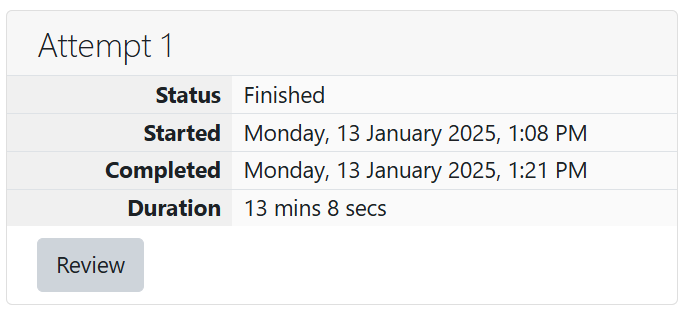 Attempt 1
Status Finished
Started Monday, 13 January 2025, 1:08 PM
Completed Monday, 13 January 2025, 1:21 PM
Duration 13 mins 8 secs
Review